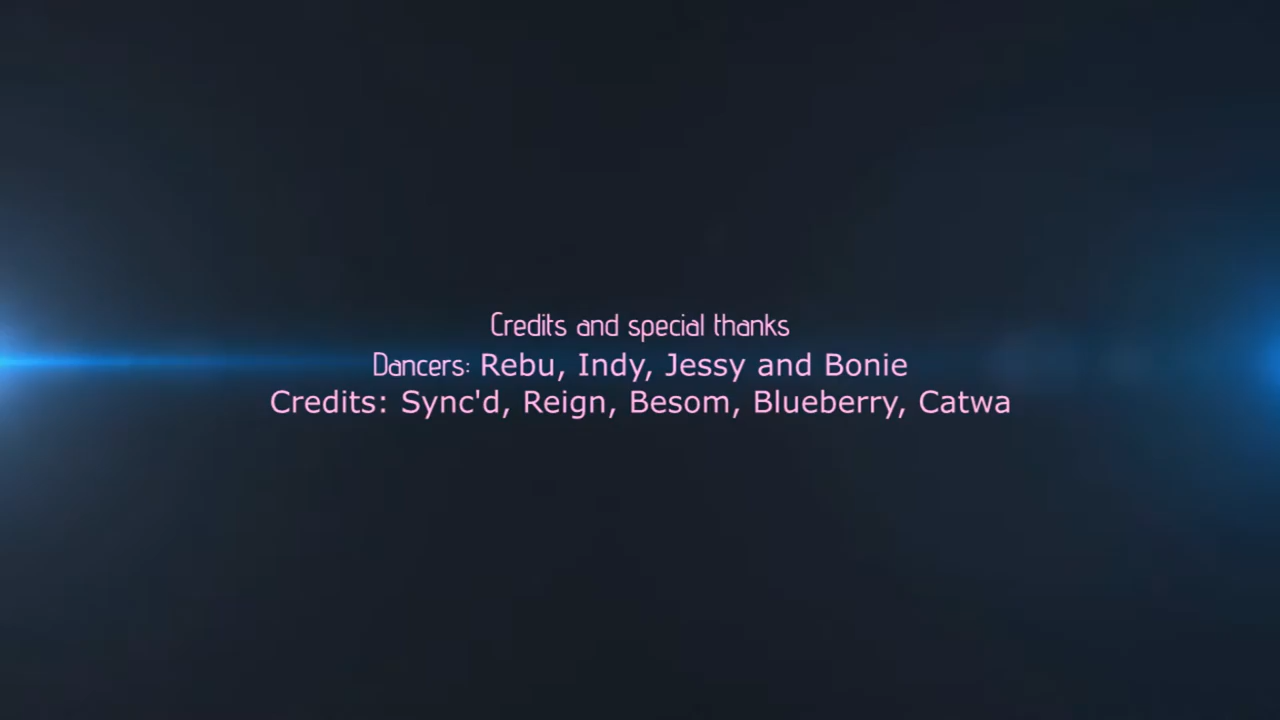 Credits and special thanks
Dancers: Rebu, Indy, Jessy and Bonie
Credits: Sync'd, Reign, Besom, Blueberry, Catwa